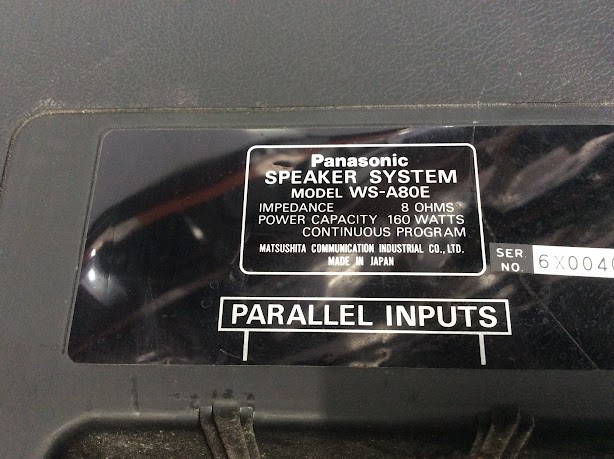 Panasonic
SPEAKER SYSTEM
MODEL WS-A80E
IMPEDANCE 8 OHMS
POWER CAPACITY 160 WATTS
CONTINUOUS PROGRAM
MATSUSHITA COMMUNICATION INDUSTRIAL CO., LTD.
MADE IN JAPAN
SER.
NO. 6X004
PARALLEL INPUTS